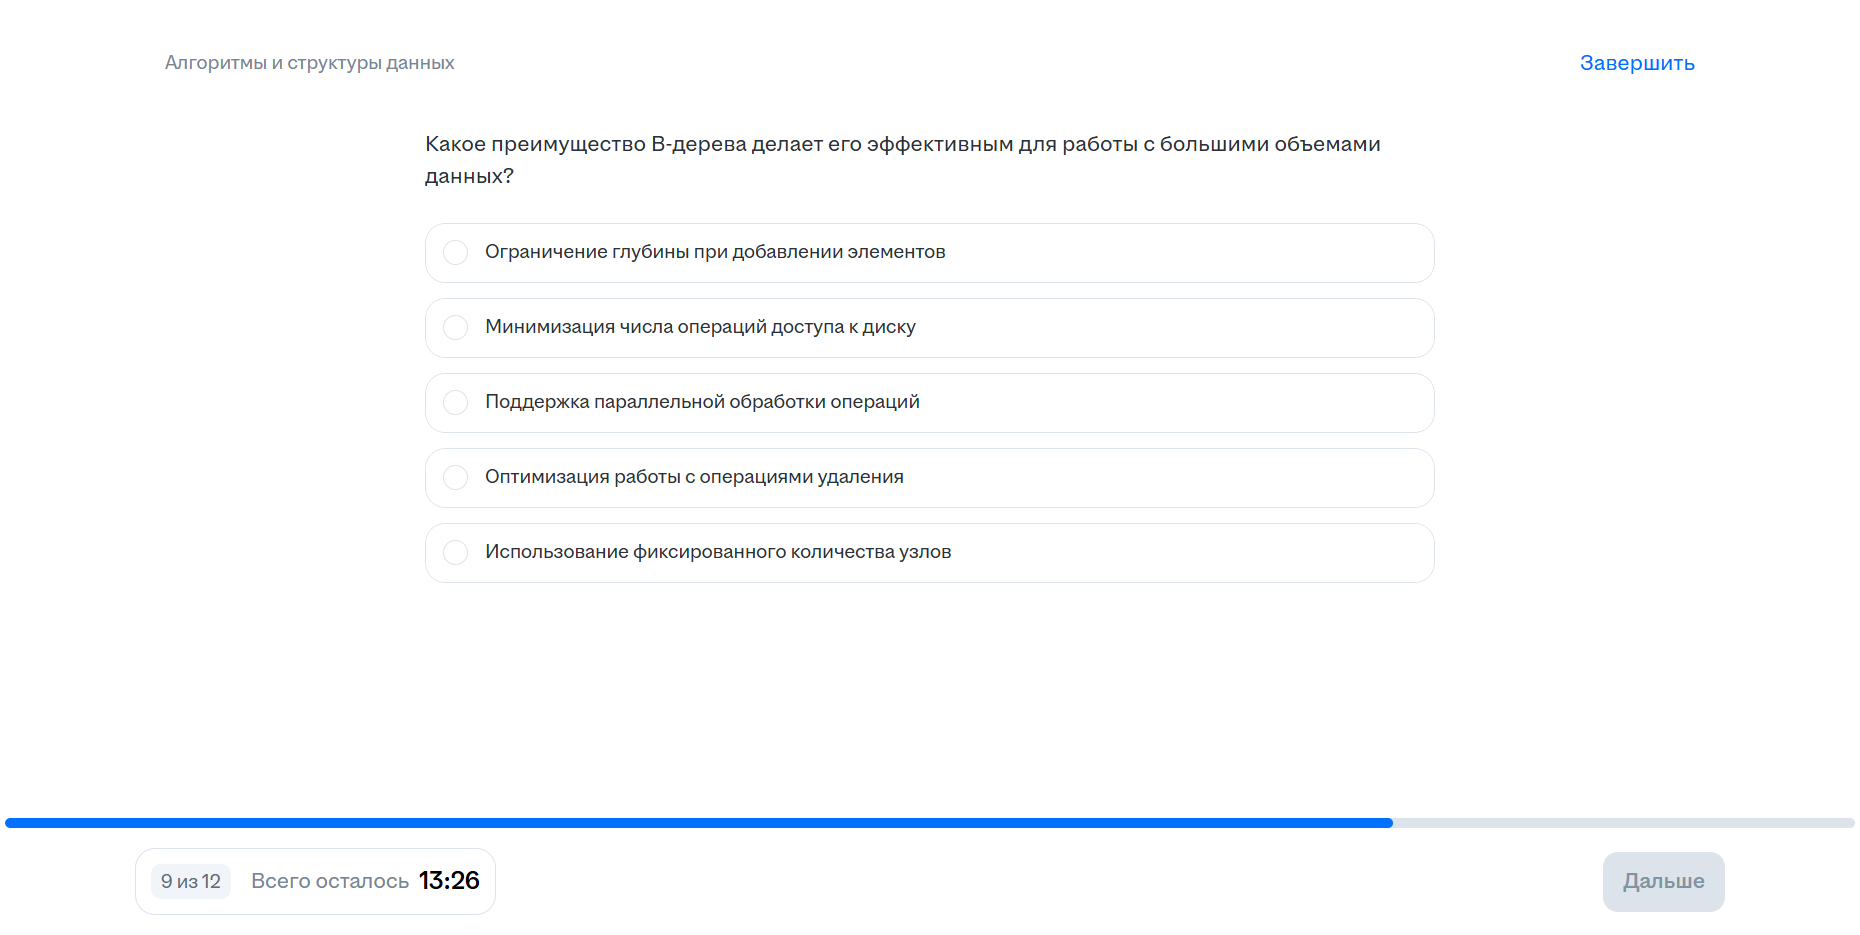 Алгоритмы и структуры данных
Завершить
Какое преимущество B-дерева делает его эффективным для работы с большими объемами
данных?
Ограничение глубины при добавлении элементов
Минимизация числа операций доступа к диску
Поддержка параллельной обработки операций
Оптимизация работы с операциями удаления
Использование фиксированного количества узлов
9 из 12 Всего осталось 13:26
Дальше